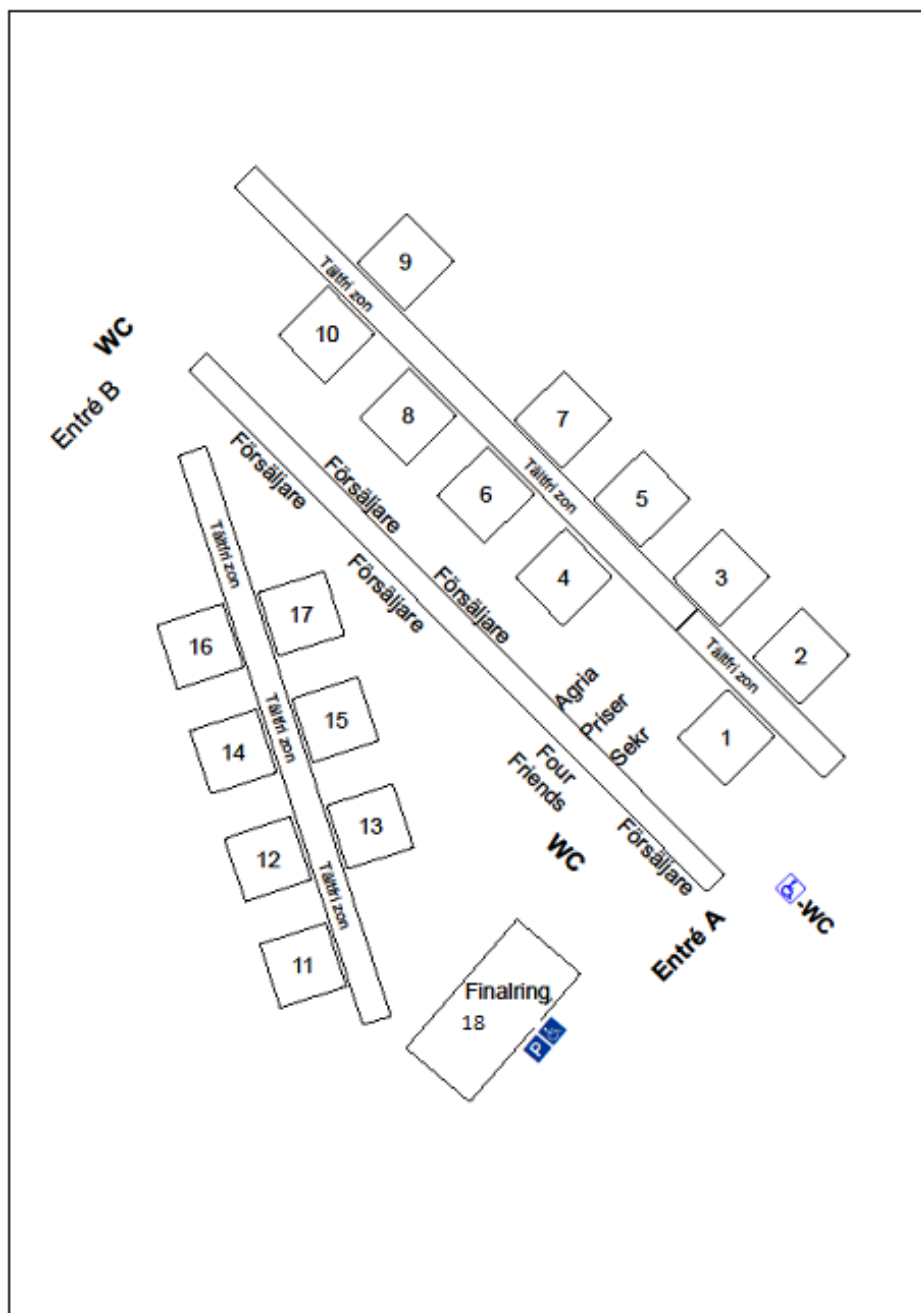 9
Tältfri zon
10
WC
Entré B
8
7
Försäljare
Försäljare
6
Tältfri zon
5
Tältfri zon
Försäljare
Försäljare
4
3
16
17
2
Tältfri zon
Agria
Priser
Sekr
1
14
Tältfri zon
15
Four
Friends
12
13
Tältfri zon
WC
Försäljare
-WC
Entré A
11
Finalring
18
P